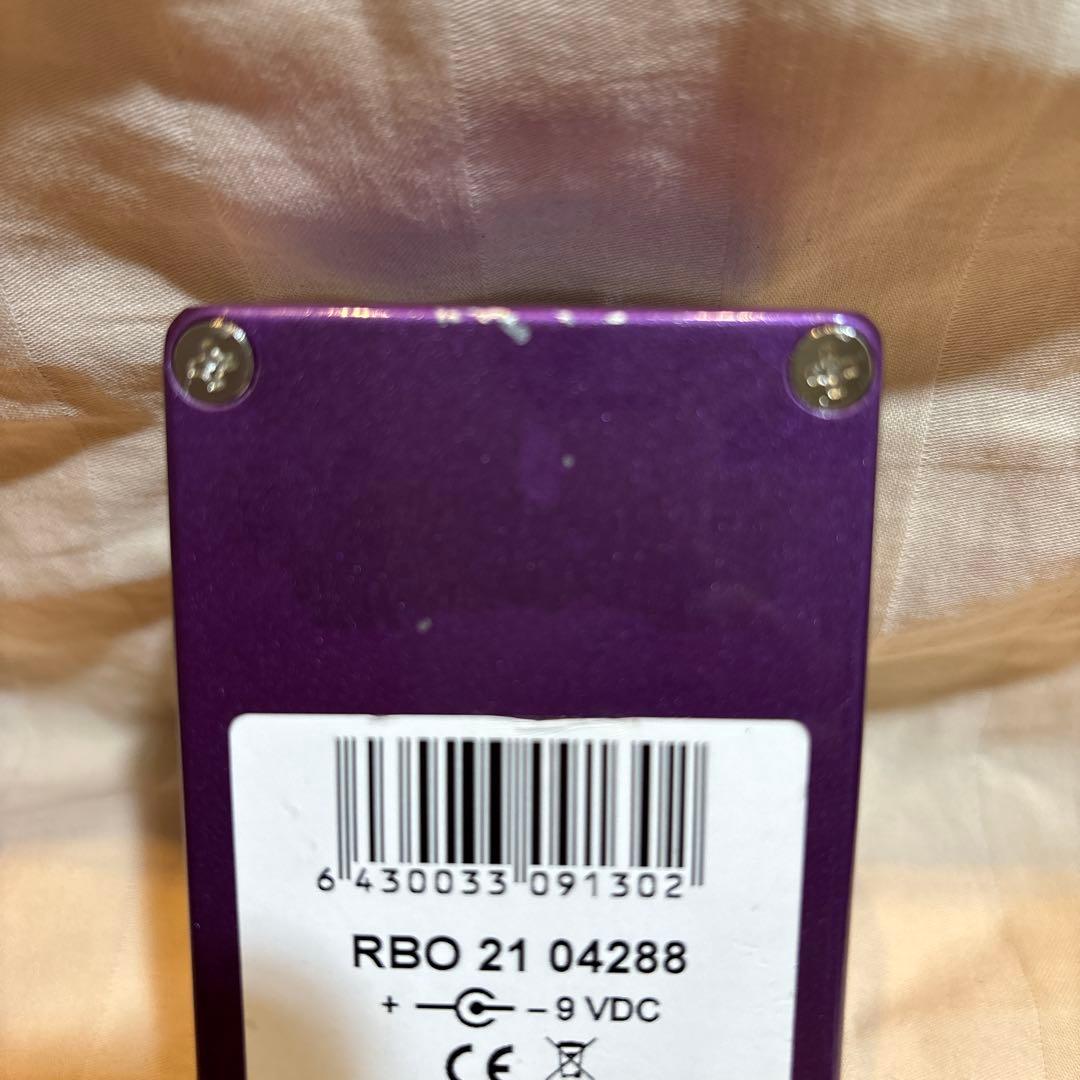 6 430033 091302
RBO 21 04288
+ – 9 VDC
CE